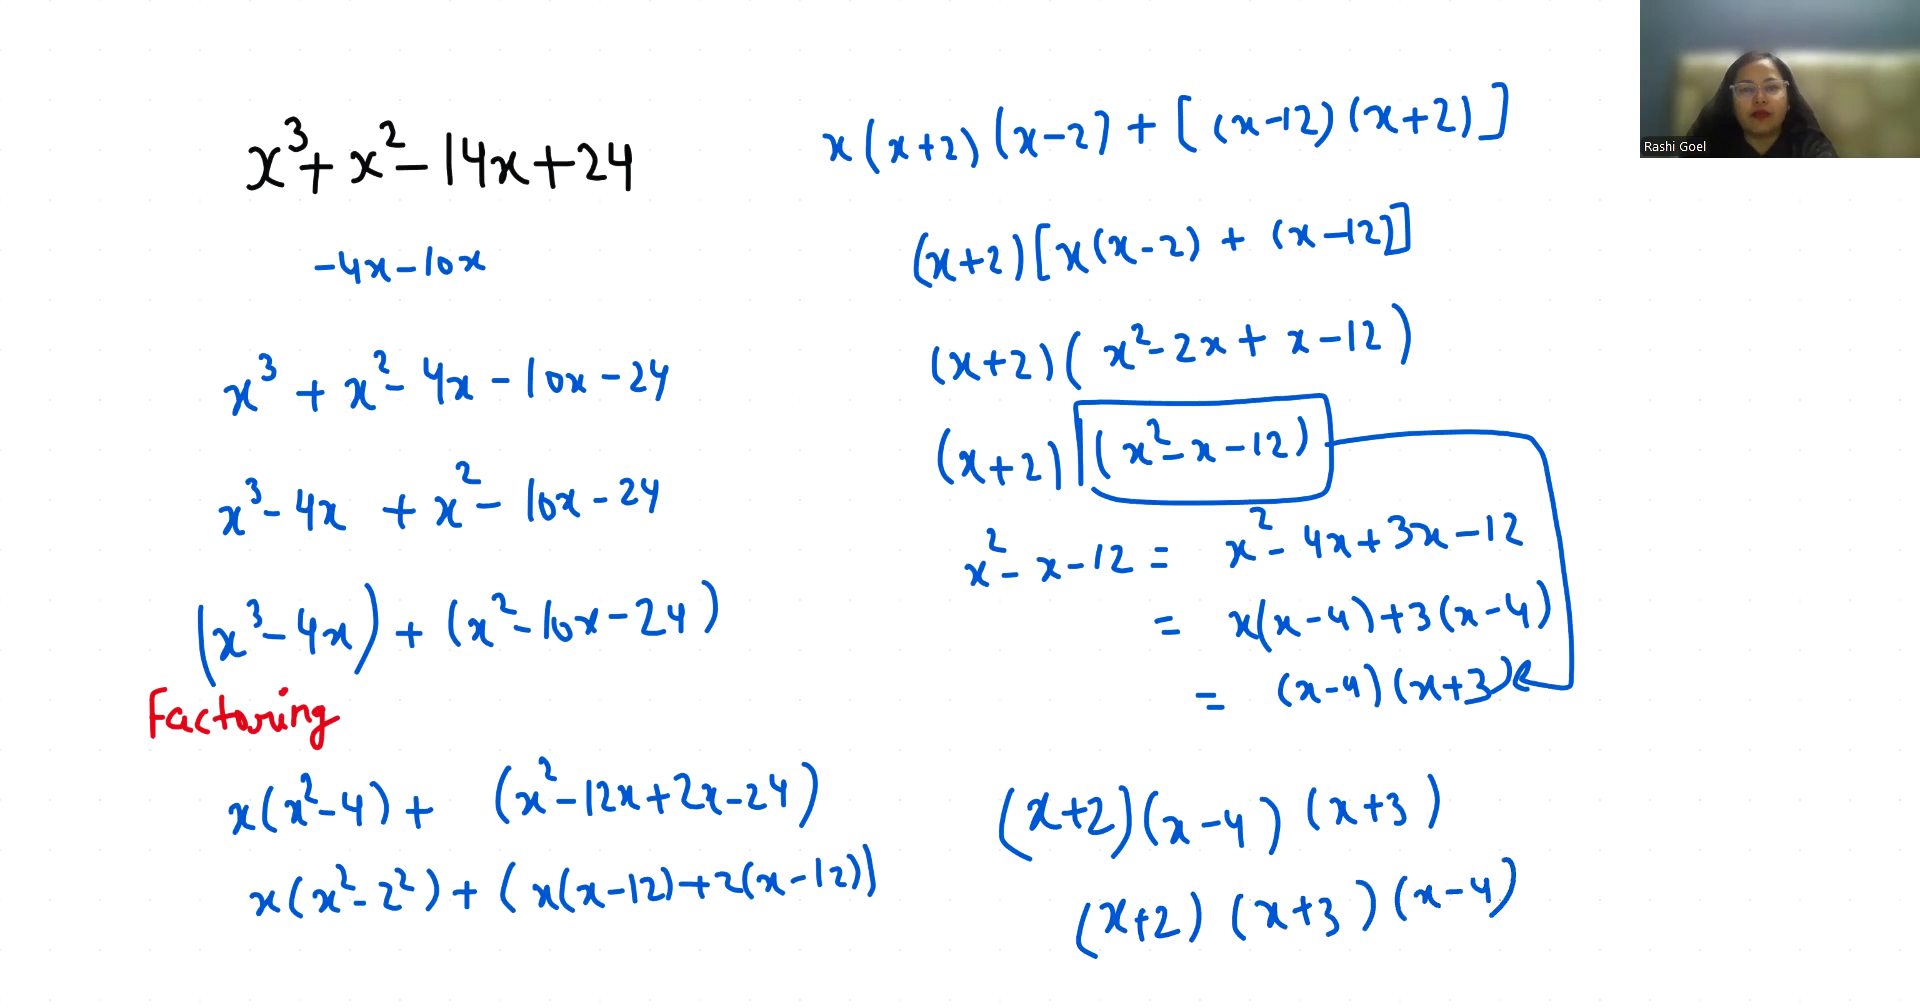 x³+ x²− 14x+24
−4x−10x
x³ + x²− 4x − 10x − 24
x³− 4x + x²− 10x − 24
(x³− 4x) + (x²−10x−24)
Factoring
x(x²−4) + (x²−12x+2x−24)
x(x²−2²) + (x(x−12)+2(x−12))
x(x+2)(x−2) + [(x−12)(x+2)]
(x+2)[x(x−2) + (x−12)]
(x+2)(x²−2x + x−12)
(x+2)(x²−x−12)
x²− x−12 = x²− 4x+3x−12
= x(x−4)+3(x−4)
= (x−4)(x+3)
(x+2)(x−4)(x+3)
(x+2)(x+3)(x−4)
Rashi Goel